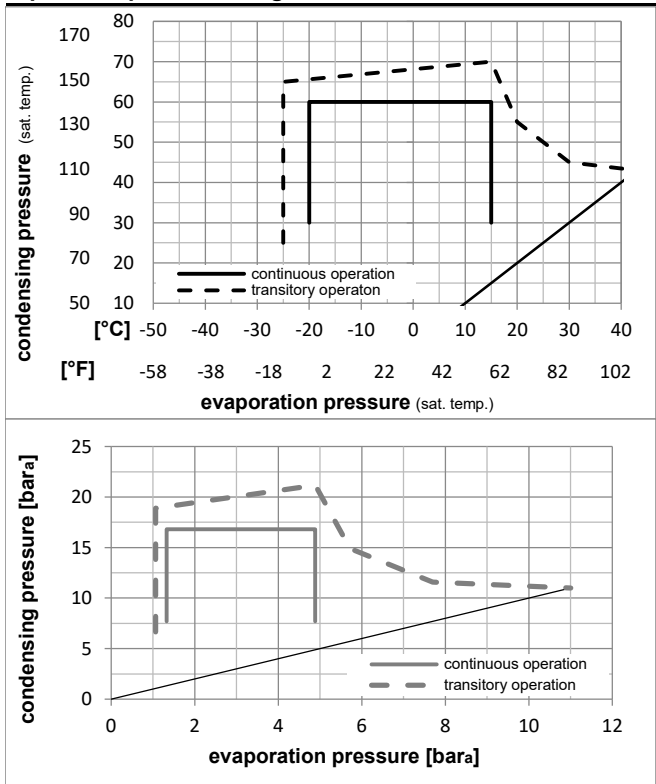 170 80
150 70
130 60
110 50
90 40
70 30
50 20
10
condensing pressure (sat. temp.)
continuous operation
transitory operaton
[°C] -50 -40 -30 -20 -10 0 10 20 30 40
[°F] -58 -38 -18 2 22 42 62 82 102
evaporation pressure (sat. temp.)
condensing pressure [bara]
25
20
15
10
5
0
continuous operation
transitory operation
0 2 4 6 8 10 12
evaporation pressure [bara]